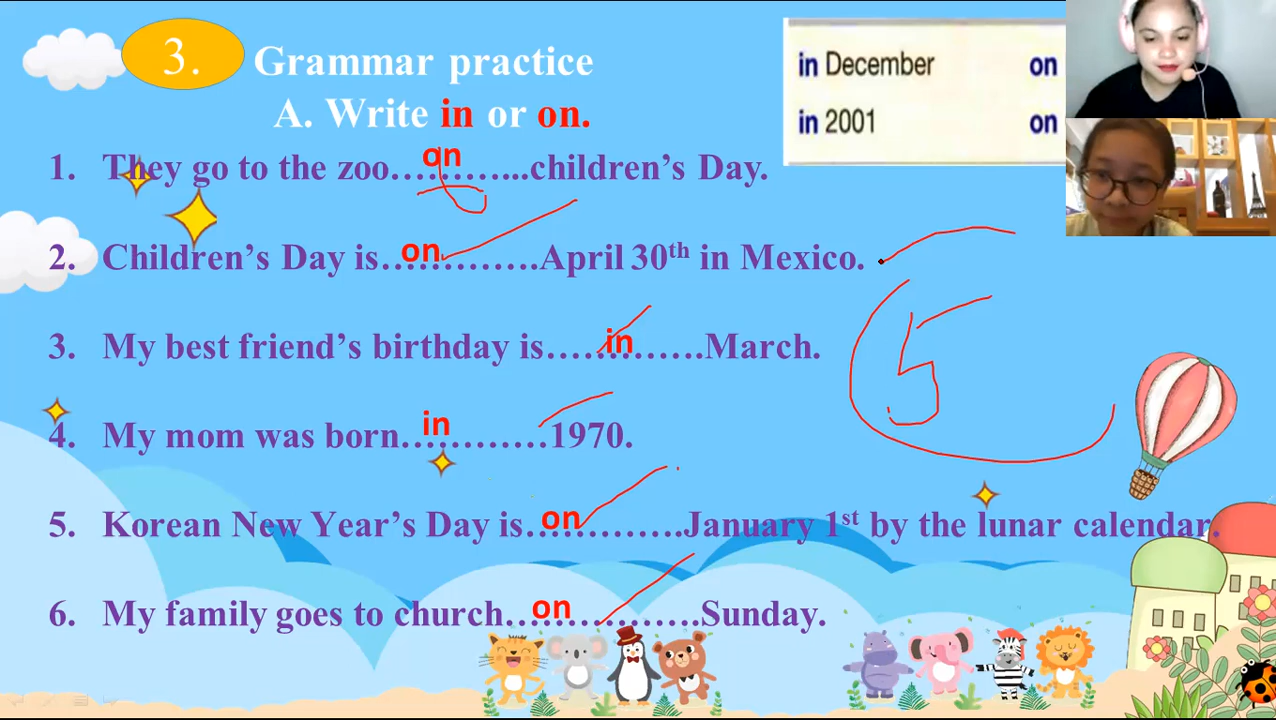 3. Grammar practice
A. Write in or on.
in December on
in 2001 on
1. They go to the zoo....on.....children's Day.
2. Children's Day is...on..........April 30th in Mexico.
3. My best friend's birthday is......in.......March.
4. My mom was born..in..........1970.
5. Korean New Year's Day is..on..........January 1st by the lunar calendar.
6. My family goes to church...on............Sunday.
5